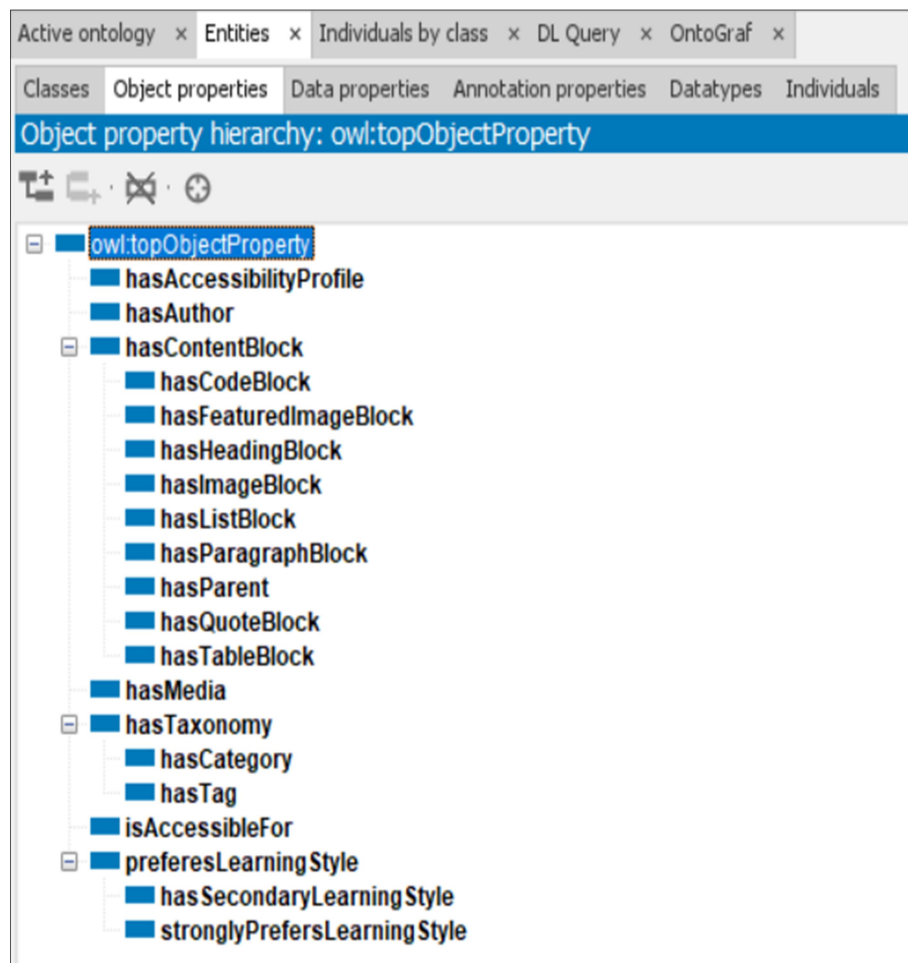 Active ontology × Entities × Individuals by class × DL Query × OntoGraf ×
Classes Object properties Data properties Annotation properties Datatypes Individuals
Object property hierarchy: owl:topObjectProperty
owl:topObjectProperty
hasAccessibilityProfile
hasAuthor
hasContentBlock
hasCodeBlock
hasFeaturedImageBlock
hasHeadingBlock
hasImageBlock
hasListBlock
hasParagraphBlock
hasParent
hasQuoteBlock
hasTableBlock
hasMedia
hasTaxonomy
hasCategory
hasTag
isAccessibleFor
preferesLearningStyle
hasSecondaryLearningStyle
stronglyPrefersLearningStyle